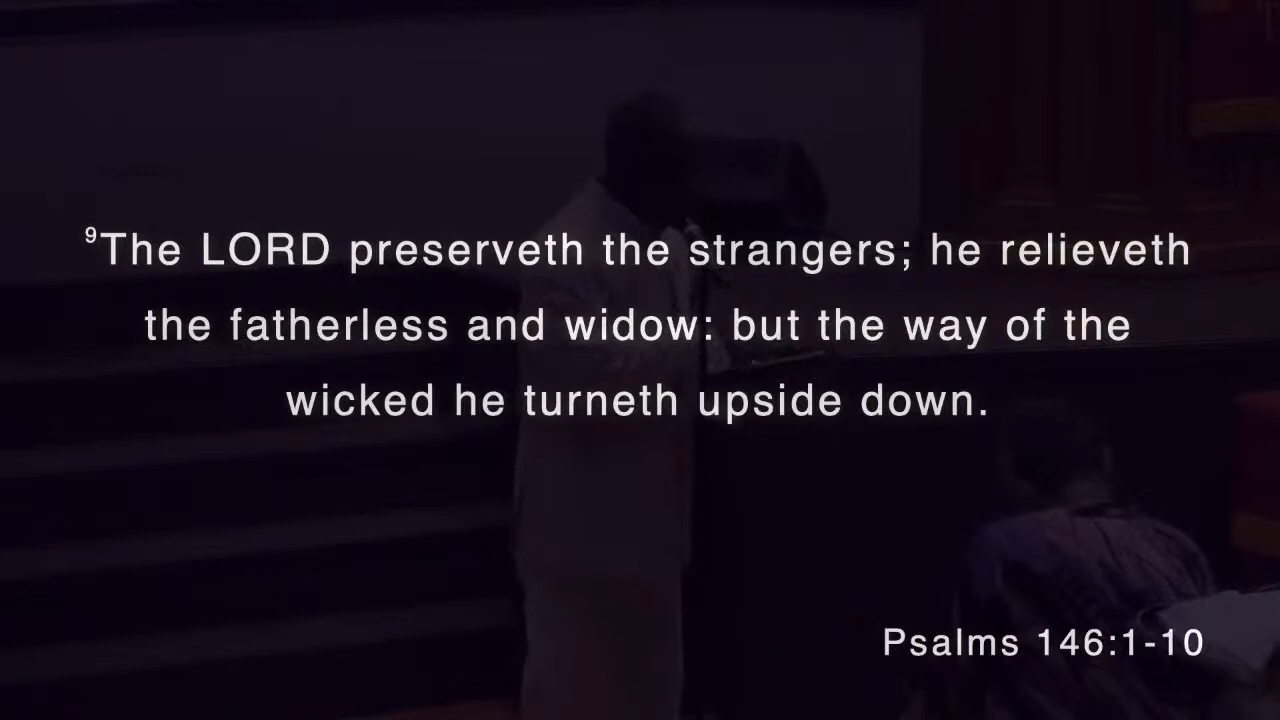 ⁹The LORD preserveth the strangers; he relieveth
the fatherless and widow: but the way of the
wicked he turneth upside down.
Psalms 146:1-10